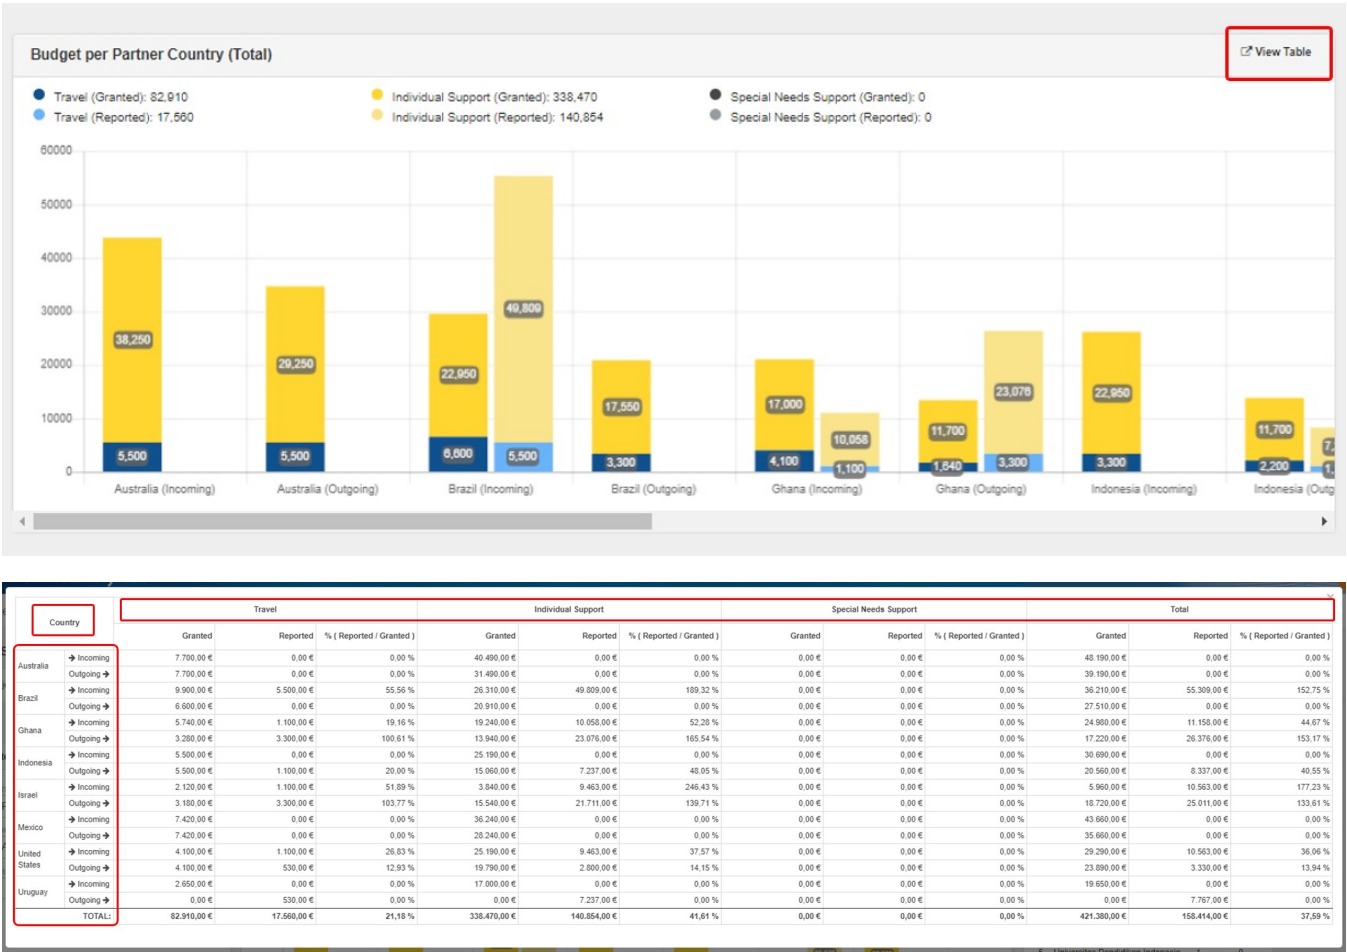 Budget per Partner Country (Total)
View Table
Travel (Granted): 82,910
Individual Support (Granted): 338,470
Special Needs Support (Granted): 0
Travel (Reported): 17,560
Individual Support (Reported): 140,854
Special Needs Support (Reported): 0
60000
50000
40000
30000
20000
10000
0
38,250
5,500
29,250
5,500
22,950
6,600
49,809
5,500
17,550
3,300
17,000
4,100
10,058
1,100
11,700
1,640
23,076
3,300
22,950
3,300
11,700
2,200
Australia (Incoming)
Australia (Outgoing)
Brazil (Incoming)
Brazil (Outgoing)
Ghana (Incoming)
Ghana (Outgoing)
Indonesia (Incoming)
Indonesia (Outg
Country Travel Individual Support Special Needs Support Total
Granted Reported % ( Reported / Granted ) Granted Reported % ( Reported / Granted ) Granted Reported % ( Reported / Granted ) Granted Reported % ( Reported / Granted )
Australia → Incoming 7.700,00 € 0,00 € 0,00 % 40.490,00 € 0,00 € 0,00 % 0,00 € 0,00 € 0,00 % 48.190,00 € 0,00 € 0,00 %
Outgoing → 7.700,00 € 0,00 € 0,00 % 31.490,00 € 0,00 € 0,00 % 0,00 € 0,00 € 0,00 % 39.190,00 € 0,00 € 0,00 %
Brazil → Incoming 9.900,00 € 5.500,00 € 55,56 % 26.310,00 € 49.809,00 € 189,32 % 0,00 € 0,00 € 0,00 % 36.210,00 € 55.309,00 € 152,75 %
Outgoing → 6.600,00 € 0,00 € 0,00 % 20.910,00 € 0,00 € 0,00 % 0,00 € 0,00 € 0,00 % 27.510,00 € 0,00 € 0,00 %
Ghana → Incoming 5.740,00 € 1.100,00 € 19,16 % 19.240,00 € 10.058,00 € 52,28 % 0,00 € 0,00 € 0,00 % 24.980,00 € 11.158,00 € 44,67 %
Outgoing → 3.280,00 € 3.300,00 € 100,61 % 13.940,00 € 23.076,00 € 165,54 % 0,00 € 0,00 € 0,00 % 17.220,00 € 26.376,00 € 153,17 %
Indonesia → Incoming 5.500,00 € 0,00 € 0,00 % 25.190,00 € 0,00 € 0,00 % 0,00 € 0,00 € 0,00 % 30.690,00 € 0,00 € 0,00 %
Outgoing → 5.500,00 € 1.100,00 € 20,00 % 15.060,00 € 7.237,00 € 48,05 % 0,00 € 0,00 € 0,00 % 20.560,00 € 8.337,00 € 40,55 %
Israel → Incoming 2.120,00 € 1.100,00 € 51,89 % 3.840,00 € 9.463,00 € 246,43 % 0,00 € 0,00 € 0,00 % 5.960,00 € 10.563,00 € 177,23 %
Outgoing → 3.180,00 € 3.300,00 € 103,77 % 15.540,00 € 21.711,00 € 139,71 % 0,00 € 0,00 € 0,00 % 18.720,00 € 25.011,00 € 133,61 %
Mexico → Incoming 7.420,00 € 0,00 € 0,00 % 36.240,00 € 0,00 € 0,00 % 0,00 € 0,00 € 0,00 % 43.660,00 € 0,00 € 0,00 %
Outgoing → 7.420,00 € 0,00 € 0,00 % 28.240,00 € 0,00 € 0,00 % 0,00 € 0,00 € 0,00 % 35.660,00 € 0,00 € 0,00 %
United States → Incoming 4.100,00 € 1.100,00 € 26,83 % 25.190,00 € 9.463,00 € 37,57 % 0,00 € 0,00 € 0,00 % 29.290,00 € 10.563,00 € 36,06 %
Outgoing → 4.100,00 € 530,00 € 12,93 % 19.790,00 € 2.800,00 € 14,15 % 0,00 € 0,00 € 0,00 % 23.890,00 € 3.330,00 € 13,94 %
Uruguay → Incoming 2.650,00 € 0,00 € 0,00 % 17.000,00 € 0,00 € 0,00 % 0,00 € 0,00 € 0,00 % 19.650,00 € 0,00 € 0,00 %
Outgoing → 0,00 € 530,00 € 0,00 % 0,00 € 7.237,00 € 0,00 % 0,00 € 0,00 € 0,00 % 0,00 € 7.767,00 € 0,00 %
TOTAL: 82.910,00 € 17.560,00 € 21,18 % 338.470,00 € 140.854,00 € 41,61 % 0,00 € 0,00 € 0,00 % 421.380,00 € 158.414,00 € 37,59 %